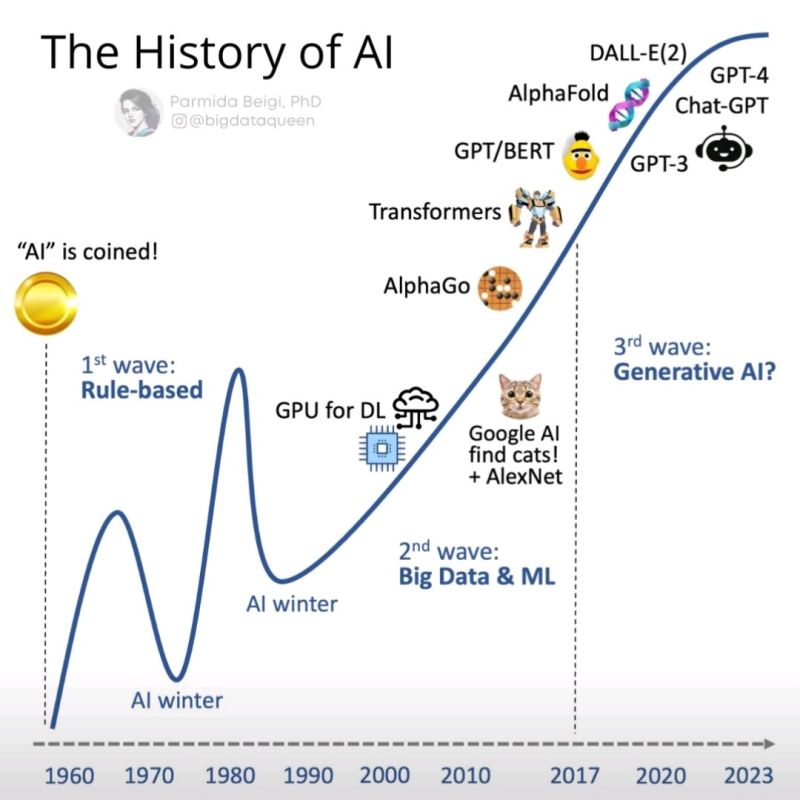 The History of AI
Parmida Beigi, PhD
@bigdataqueen
DALL-E(2)
GPT-4
AlphaFold
Chat-GPT
GPT/BERT
GPT-3
Transformers
“AI” is coined!
AlphaGo
1st wave:
Rule-based
3rd wave:
Generative AI?
GPU for DL
Google AI
find cats!
+ AlexNet
2nd wave:
Big Data & ML
AI winter
AI winter
1960 1970 1980 1990 2000 2010 2017 2020 2023